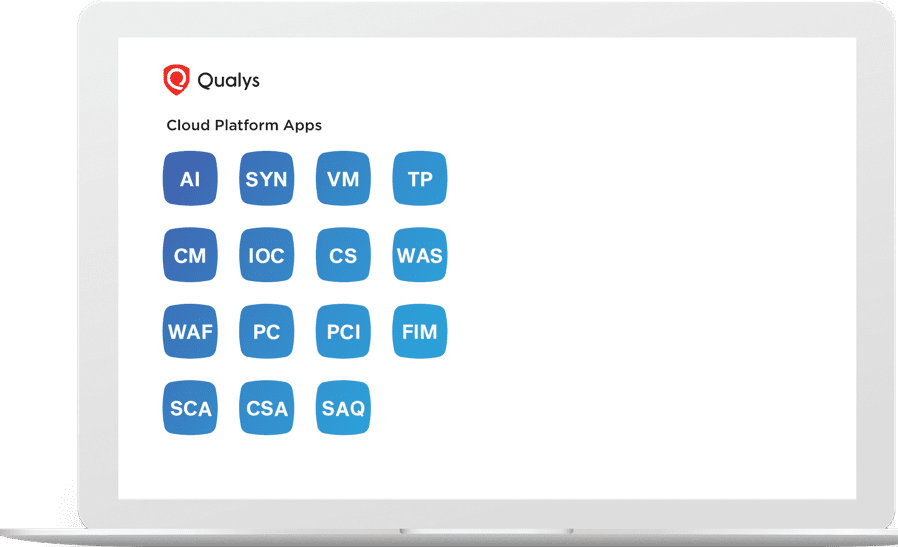 Qualys
Cloud Platform Apps
AI SYN VM TP
CM IOC CS WAS
WAF PC PCI FIM
SCA CSA SAQ